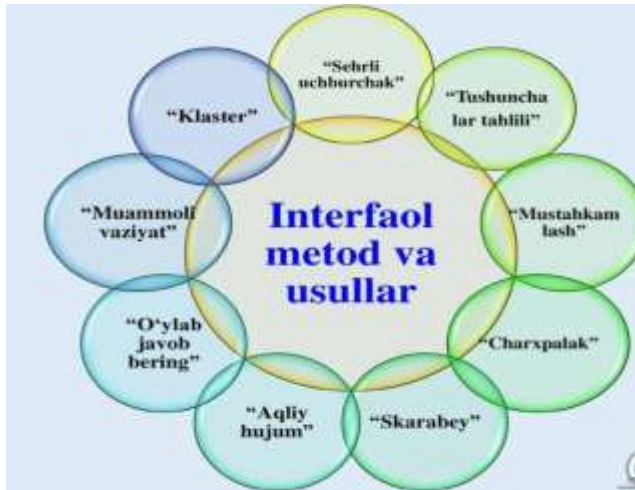 Interfaol
metod va
usullar
“Sehrli
uchburchak”
“Tushuncha
lar tahlili”
“Mustahkam
lash”
“Charxpalak”
“Skarabey”
“Aqliy
hujum”
“O‘ylab
javob
bering”
“Muammoli
vaziyat”
“Klaster”